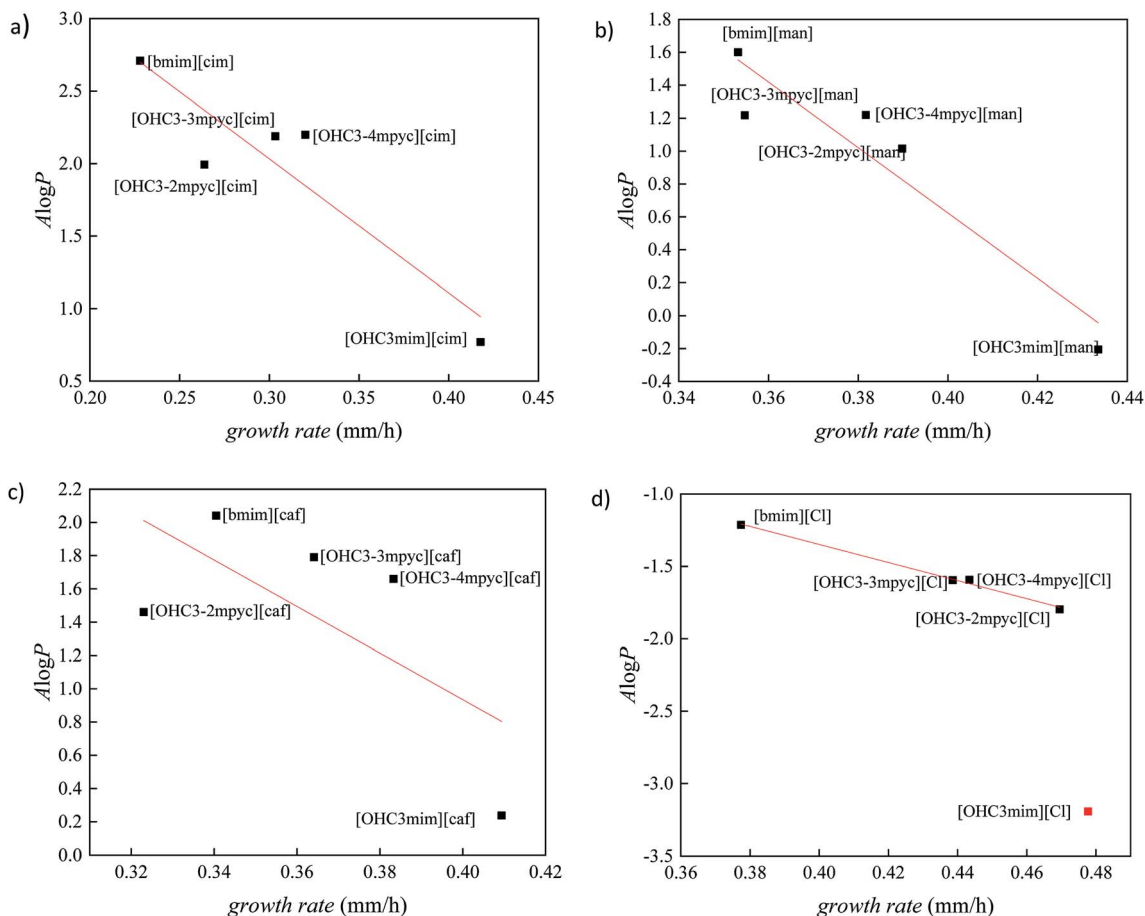 a)
3.0
2.5
2.0
1.5
1.0
0.5
AlogP
[bmim][cim]
[OHC3-3mpyc][cim]
[OHC3-4mpyc][cim]
[OHC3-2mpyc][cim]
[OHC3mim][cim]
0.20 0.25 0.30 0.35 0.40 0.45
growth rate (mm/h)
b)
1.8
1.6
1.4
1.2
1.0
0.8
0.6
0.4
0.2
0.0
-0.2
-0.4
AlogP
[bmim][man]
[OHC3-3mpyc][man]
[OHC3-4mpyc][man]
[OHC3-2mpyc][man]
[OHC3mim][man]
0.34 0.36 0.38 0.40 0.42 0.44
growth rate (mm/h)
c)
2.2
2.0
1.8
1.6
1.4
1.2
1.0
0.8
0.6
0.4
0.2
0.0
AlogP
[bmim][caf]
[OHC3-3mpyc][caf]
[OHC3-4mpyc][caf]
[OHC3-2mpyc][caf]
[OHC3mim][caf]
0.32 0.34 0.36 0.38 0.40 0.42
growth rate (mm/h)
d)
-1.0
-1.5
-2.0
-2.5
-3.0
-3.5
AlogP
[bmim][Cl]
[OHC3-3mpyc][Cl]
[OHC3-4mpyc][Cl]
[OHC3-2mpyc][Cl]
[OHC3mim][Cl]
0.36 0.38 0.40 0.42 0.44 0.46 0.48
growth rate (mm/h)